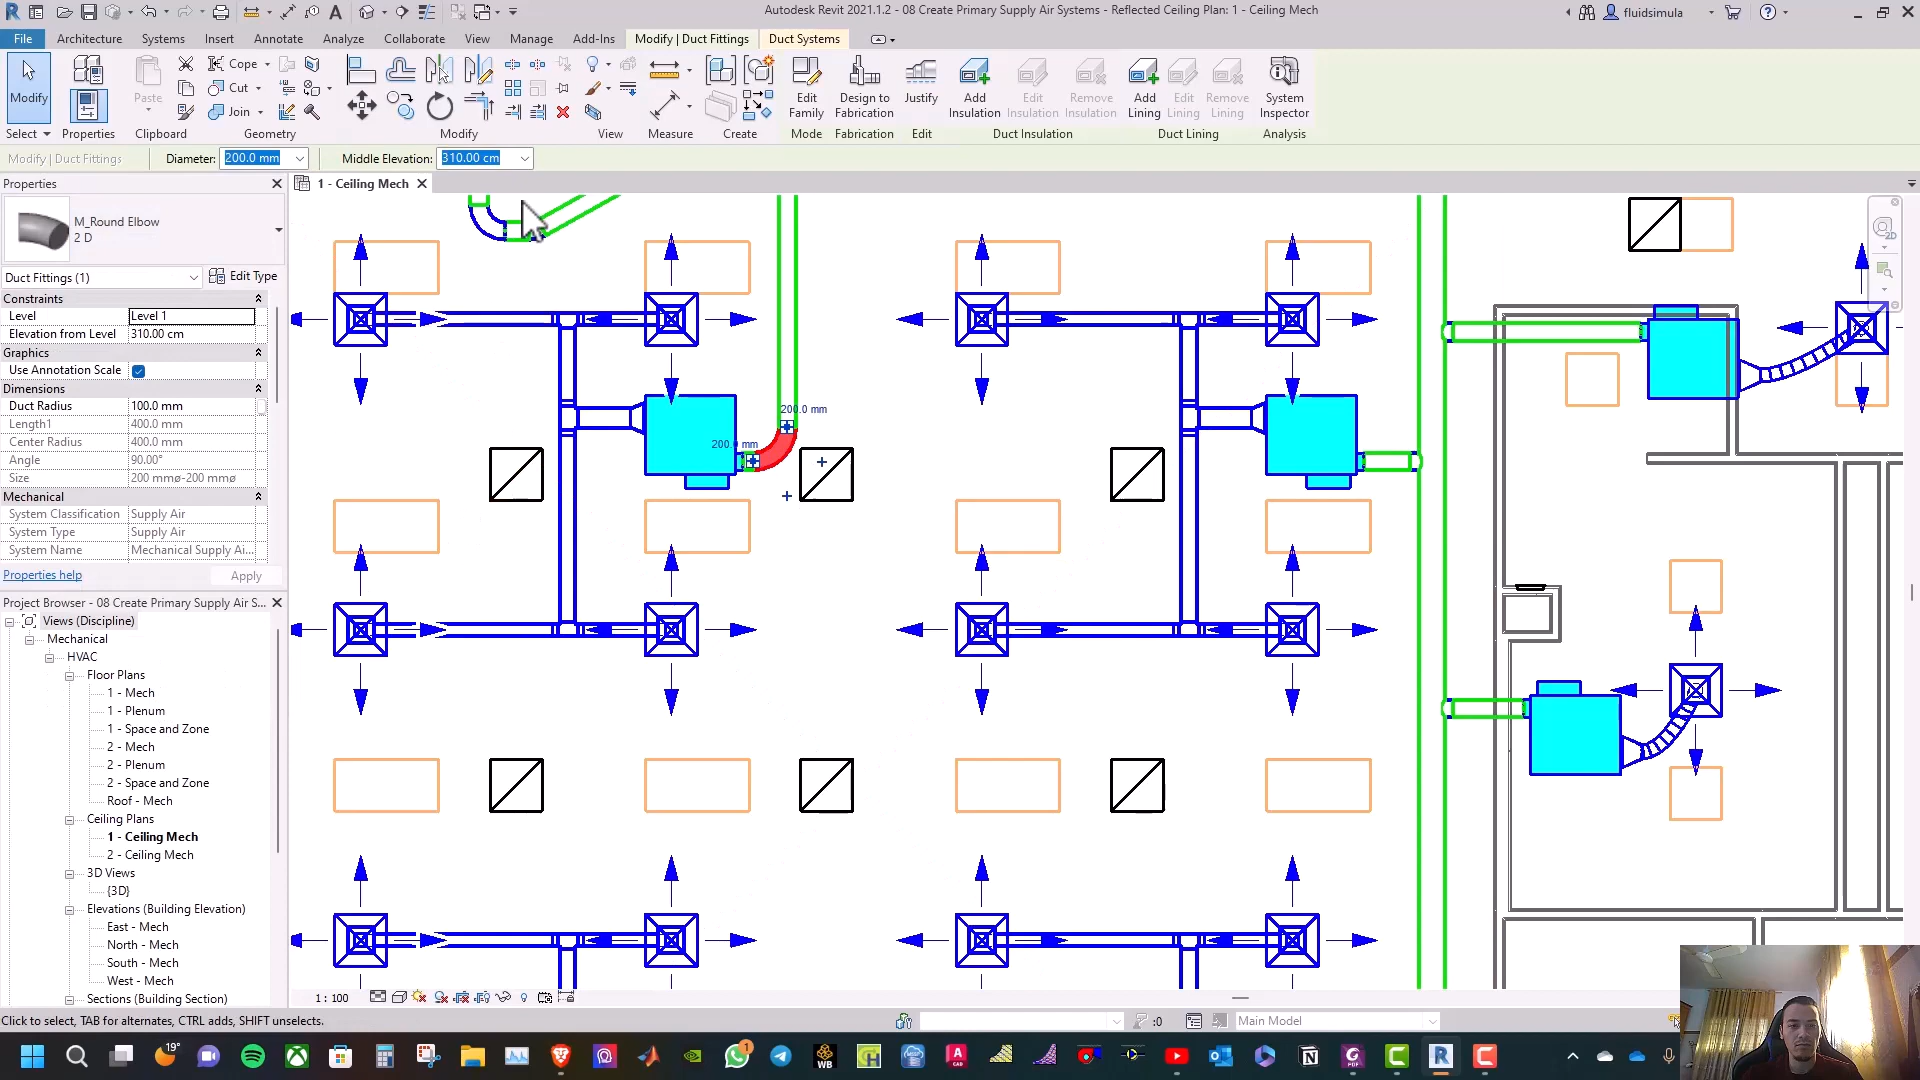 Autodesk Revit 2021.1.2 - 08 Create Primary Supply Air Systems - Reflected Ceiling Plan: 1 - Ceiling Mech
fluidsimula
File Architecture Systems Insert Annotate Analyze Collaborate View Manage Add-Ins Modify | Duct Fittings Duct Systems
Modify
Paste
Cope
Cut
Join
Edit Family
Design to Fabrication
Justify
Add Insulation
Edit Insulation
Remove Insulation
Add Lining
Edit Lining
Remove Lining
System Inspector
Select Properties Clipboard Geometry Modify View Measure Create Mode Fabrication Edit Duct Insulation Duct Lining Analysis
Modify | Duct Fittings Diameter: 200.0 mm Middle Elevation: 310.00 cm
Properties
1 - Ceiling Mech
M_Round Elbow
2 D
Duct Fittings (1) Edit Type
Constraints
Level Level 1
Elevation from Level 310.00 cm
Graphics
Use Annotation Scale
Dimensions
Duct Radius 100.0 mm
Length1 400.0 mm
Center Radius 400.0 mm
Angle 90.00°
Size 200 mmø-200 mmø
Mechanical
System Classification Supply Air
System Type Supply Air
System Name Mechanical Supply Ai...
Properties help Apply
200.0 mm
200.0 mm
2D
Project Browser - 08 Create Primary Supply Air S...
Views (Discipline)
Mechanical
HVAC
Floor Plans
1 - Mech
1 - Plenum
1 - Space and Zone
2 - Mech
2 - Plenum
2 - Space and Zone
Roof - Mech
Ceiling Plans
1 - Ceiling Mech
2 - Ceiling Mech
3D Views
{3D}
Elevations (Building Elevation)
East - Mech
North - Mech
South - Mech
West - Mech
Sections (Building Section)
1 : 100
Click to select, TAB for alternates, CTRL adds, SHIFT unselects.
:0
Main Model
19°
1
WB